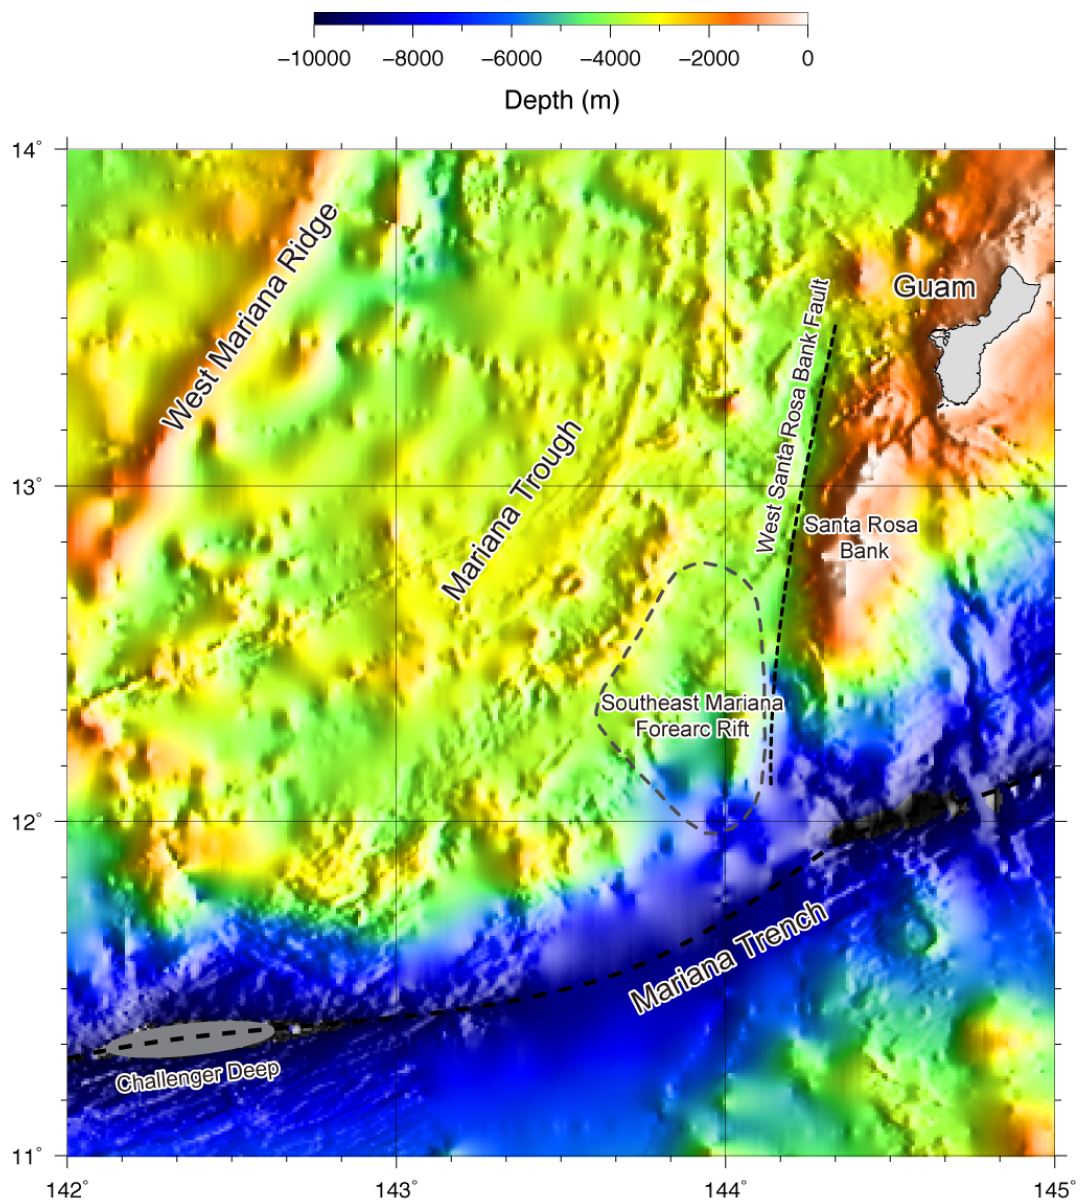 −10000 −8000 −6000 −4000 −2000 0
Depth (m)
14˚
13˚
12˚
11˚
142˚ 143˚ 144˚ 145˚
West Mariana Ridge
Guam
West Santa Rosa Bank Fault
Mariana Trough
Santa Rosa
Bank
Southeast Mariana
Forearc Rift
Mariana Trench
Challenger Deep